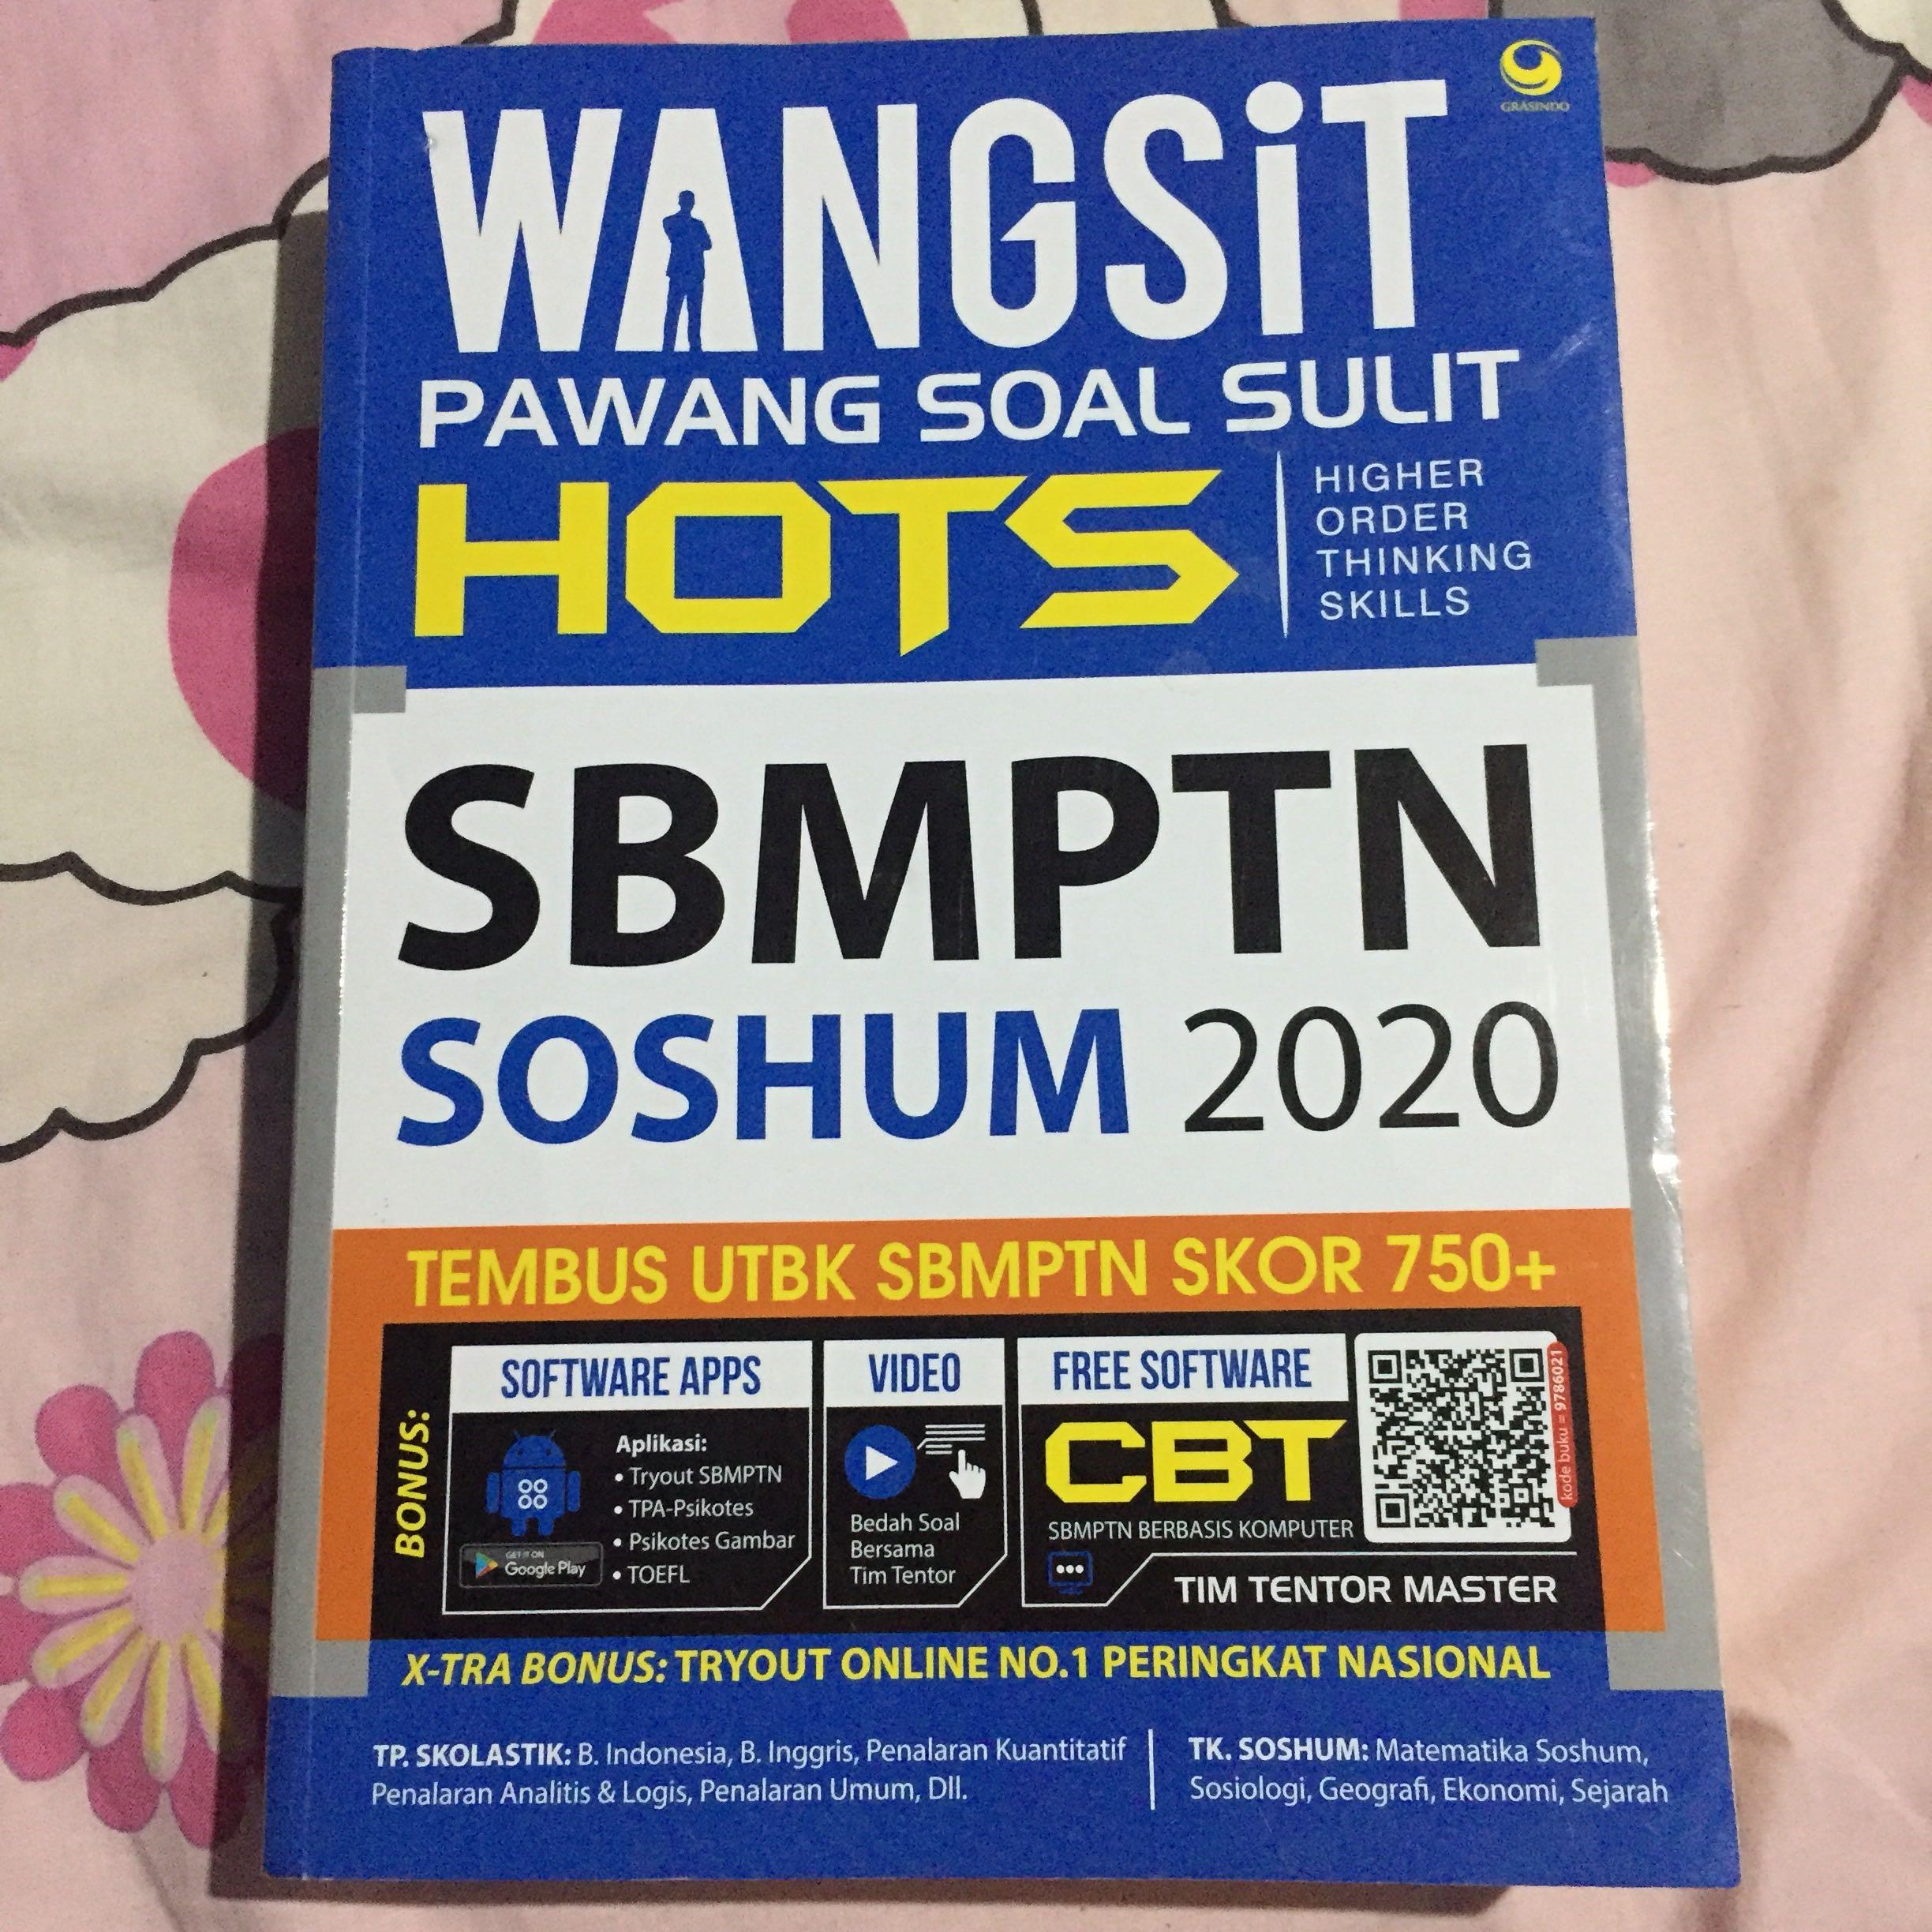 GRASINDO
WANGSiT
PAWANG SOAL SULIT
HOTS
HIGHER
ORDER
THINKING
SKILLS
SBMPTN
SOSHUM 2020
TEMBUS UTBK SBMPTN SKOR 750+
BONUS:
SOFTWARE APPS
Aplikasi:
• Tryout SBMPTN
• TPA-Psikotes
• Psikotes Gambar
• TOEFL
GET IT ON
Google Play
VIDEO
Bedah Soal
Bersama
Tim Tentor
FREE SOFTWARE
CBT
SBMPTN BERBASIS KOMPUTER
kode buku = 9786021
TIM TENTOR MASTER
X-TRA BONUS: TRYOUT ONLINE NO.1 PERINGKAT NASIONAL
TP. SKOLASTIK: B. Indonesia, B. Inggris, Penalaran Kuantitatif
Penalaran Analitis & Logis, Penalaran Umum, Dll.
TK. SOSHUM: Matematika Soshum,
Sosiologi, Geografi, Ekonomi, Sejarah